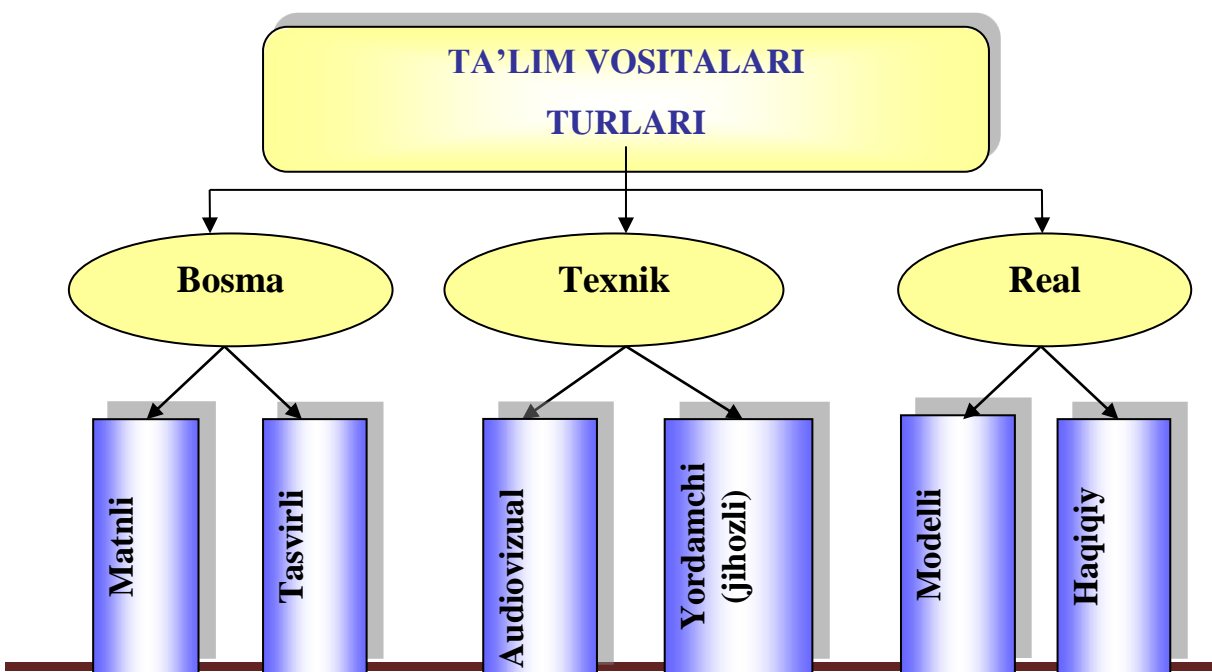 TA’LIM VOSITALARI
TURLARI
Bosma
Texnik
Real
Matnli
Tasvirli
Audiovizual
Yordamchi
(jihozli)
Modelli
Haqiqiy